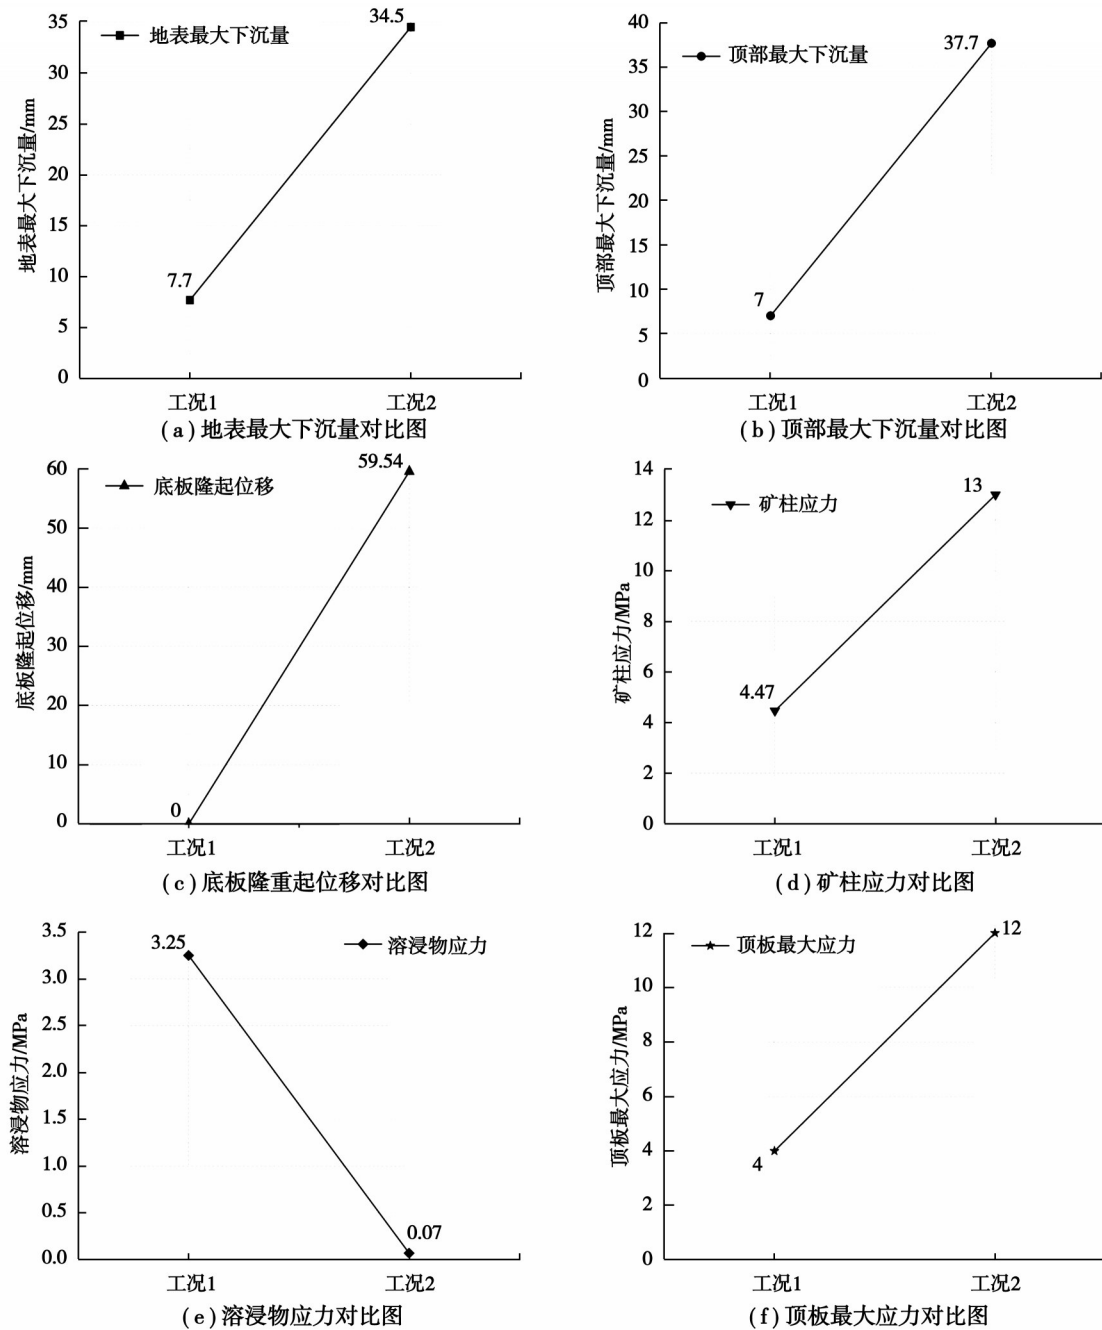 35
30
25
20
15
10
5
0
地表最大下沉量/mm
地表最大下沉量
34.5
7.7
工况1
工况2
(a)地表最大下沉量对比图
40
35
30
25
20
15
10
5
0
顶部最大下沉量/mm
顶部最大下沉量
37.7
7
工况1
工况2
(b)顶部最大下沉量对比图
60
50
40
30
20
10
0
底板隆起位移/mm
底板隆起位移
59.54
0
工况1
工况2
(c)底板隆重起位移对比图
14
12
10
8
6
4
2
0
矿柱应力/MPa
矿柱应力
13
4.47
工况1
工况2
(d)矿柱应力对比图
3.5
3.0
2.5
2.0
1.5
1.0
0.5
0.0
溶浸物应力/MPa
溶浸物应力
3.25
0.07
工况1
工况2
(e)溶浸物应力对比图
12
10
8
6
4
2
0
顶板最大应力/MPa
顶板最大应力
12
4
工况1
工况2
(f)顶板最大应力对比图